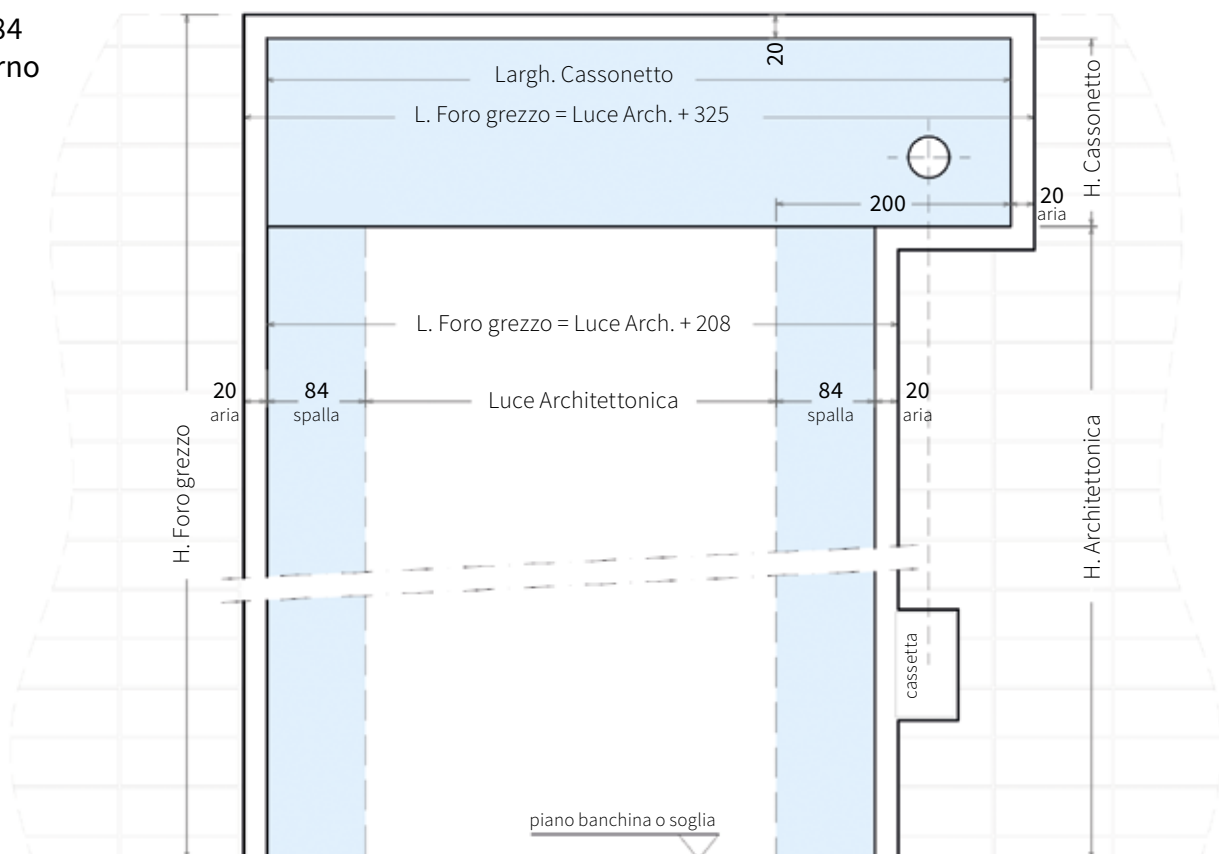 84
20
Largh. Cassonetto
L. Foro grezzo = Luce Arch. + 325
H. Cassonetto
200
20
aria
L. Foro grezzo = Luce Arch. + 208
20
aria
84
spalla
Luce Architettonica
84
spalla
20
aria
H. Foro grezzo
H. Architettonica
cassetta
piano banchina o soglia